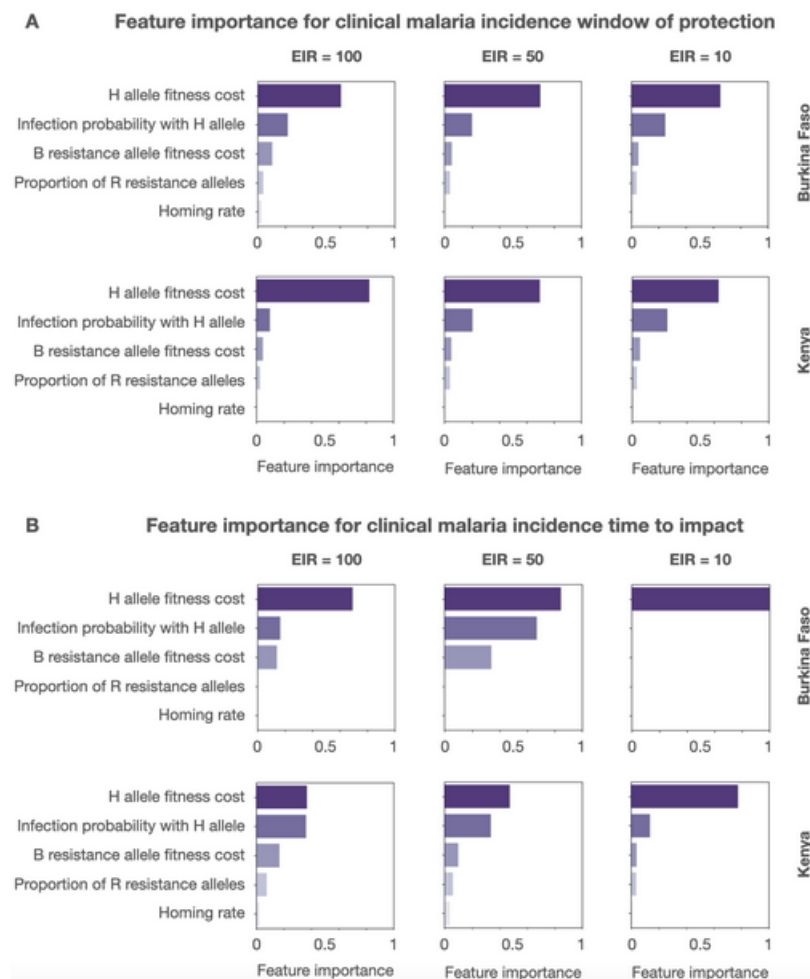 A Feature importance for clinical malaria incidence window of protection
EIR = 100 EIR = 50 EIR = 10
H allele fitness cost
Infection probability with H allele
B resistance allele fitness cost
Proportion of R resistance alleles
Homing rate
Burkina Faso
0 0.5 1 0 0.5 1 0 0.5 1
H allele fitness cost
Infection probability with H allele
B resistance allele fitness cost
Proportion of R resistance alleles
Homing rate
Kenya
0 0.5 1 0 0.5 1 0 0.5 1
Feature importance Feature importance Feature importance
B Feature importance for clinical malaria incidence time to impact
EIR = 100 EIR = 50 EIR = 10
H allele fitness cost
Infection probability with H allele
B resistance allele fitness cost
Proportion of R resistance alleles
Homing rate
Burkina Faso
0 0.5 1 0 0.5 1 0 0.5 1
H allele fitness cost
Infection probability with H allele
B resistance allele fitness cost
Proportion of R resistance alleles
Homing rate
Kenya
0 0.5 1 0 0.5 1 0 0.5 1
Feature importance Feature importance Feature importance